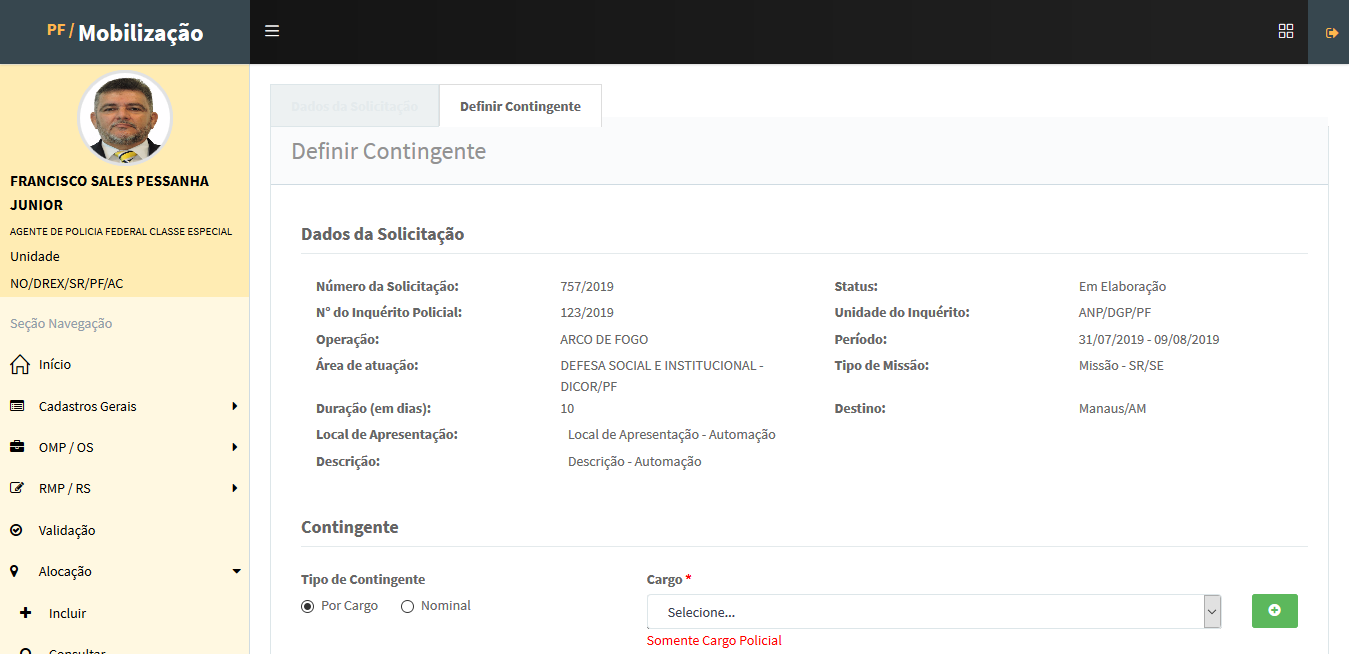 PF / Mobilização
FRANCISCO SALES PESSANHA
JUNIOR
AGENTE DE POLICIA FEDERAL CLASSE ESPECIAL
Unidade
NO/DREX/SR/PF/AC
Seção Navegação
Início
Cadastros Gerais
OMP / OS
RMP / RS
Validação
Alocação
Incluir
Consultar
Dados da Solicitação
Definir Contingente
Definir Contingente
Dados da Solicitação
Número da Solicitação: 757/2019 Status: Em Elaboração
Nº do Inquérito Policial: 123/2019 Unidade do Inquérito: ANP/DGP/PF
Operação: ARCO DE FOGO Período: 31/07/2019 - 09/08/2019
Área de atuação: DEFESA SOCIAL E INSTITUCIONAL - Tipo de Missão: Missão - SR/SE
DICOR/PF
Duração (em dias): 10 Destino: Manaus/AM
Local de Apresentação: Local de Apresentação - Automação
Descrição: Descrição - Automação
Contingente
Tipo de Contingente
Por Cargo Nominal
Cargo *
Selecione...
Somente Cargo Policial